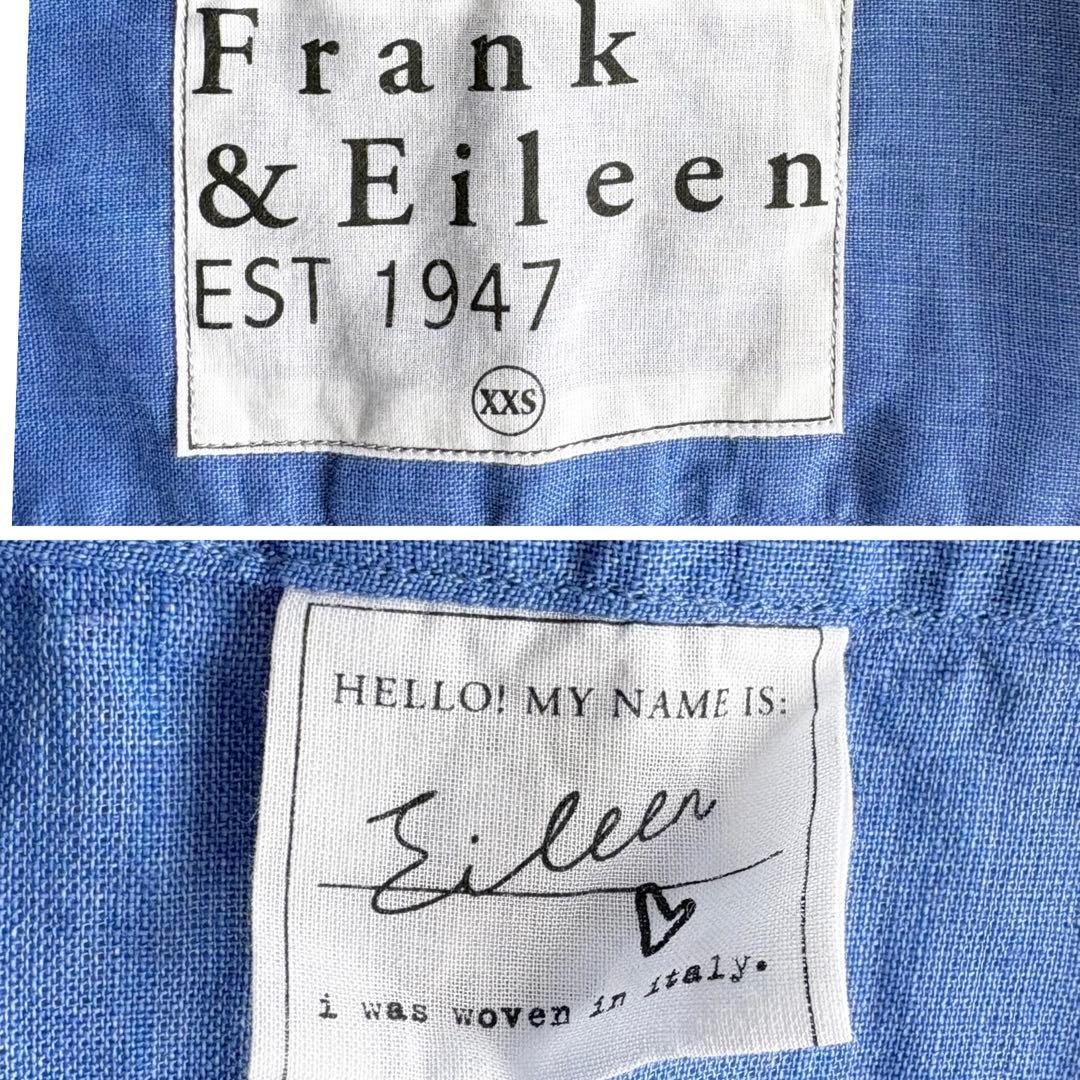 Frank
& Eileen
EST 1947
XXS
HELLO! MY NAME IS:
Eileen
i was woven in italy.